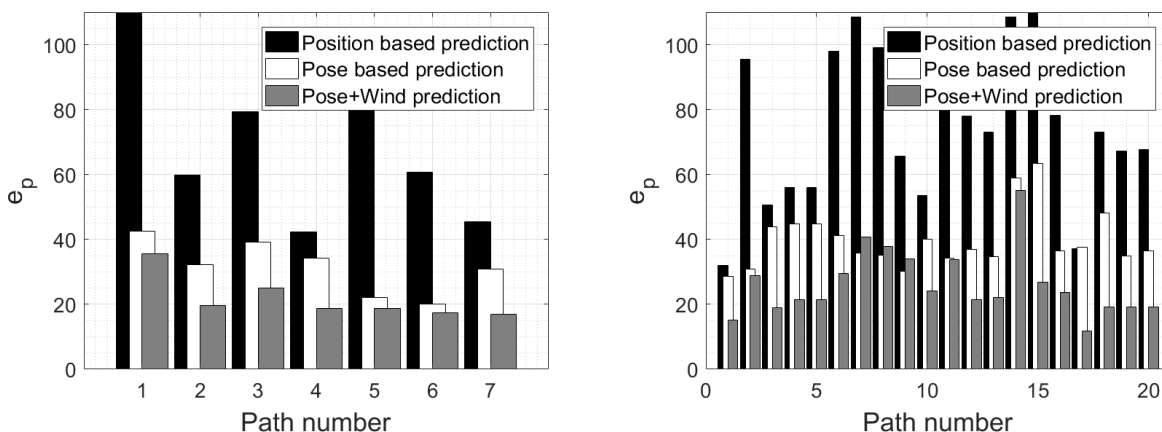 100
80
60
40
20
0
e_p
Position based prediction
Pose based prediction
Pose+Wind prediction
1 2 3 4 5 6 7
Path number
100
80
60
40
20
0
e_p
Position based prediction
Pose based prediction
Pose+Wind prediction
0 5 10 15 20
Path number